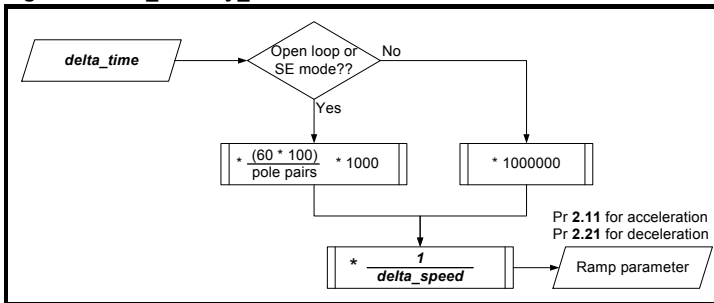 delta_time
Open loop or
SE mode??
No
Yes
* (60 * 100)
pole pairs
* 1000
* 1000000
Pr 2.11 for acceleration
Pr 2.21 for deceleration
* 1
delta_speed
Ramp parameter